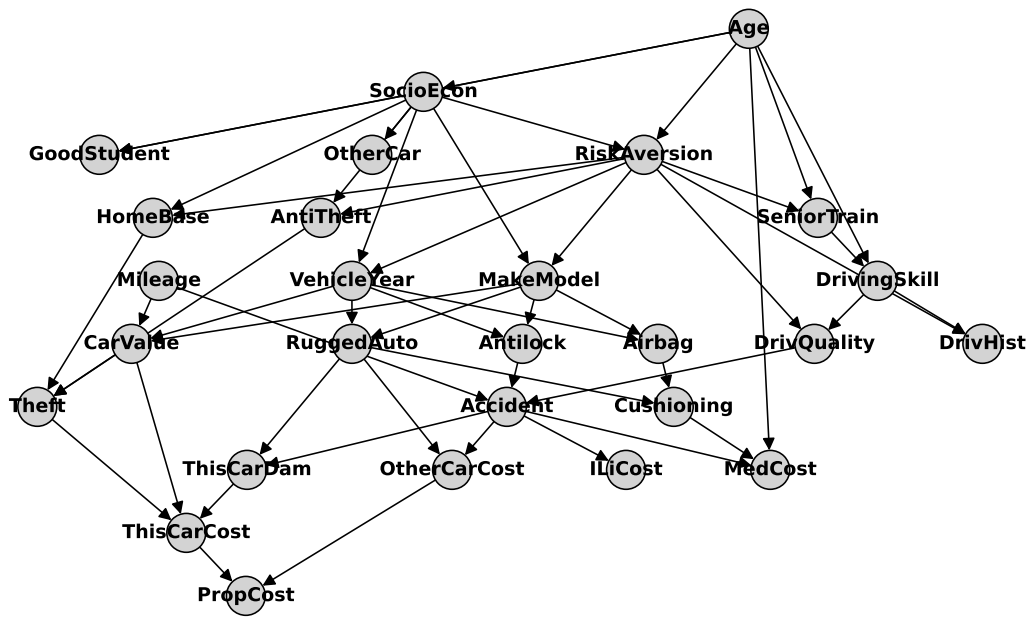 Age
SocioEcon
GoodStudent
OtherCar
RiskAversion
HomeBase
AntiTheft
SeniorTrain
Mileage
VehicleYear
MakeModel
DrivingSkill
CarValue
RuggedAuto
Antilock
Airbag
DrivQuality
DrivHist
Theft
Accident
Cushioning
ThisCarDam
OtherCarCost
ILiCost
MedCost
ThisCarCost
PropCost